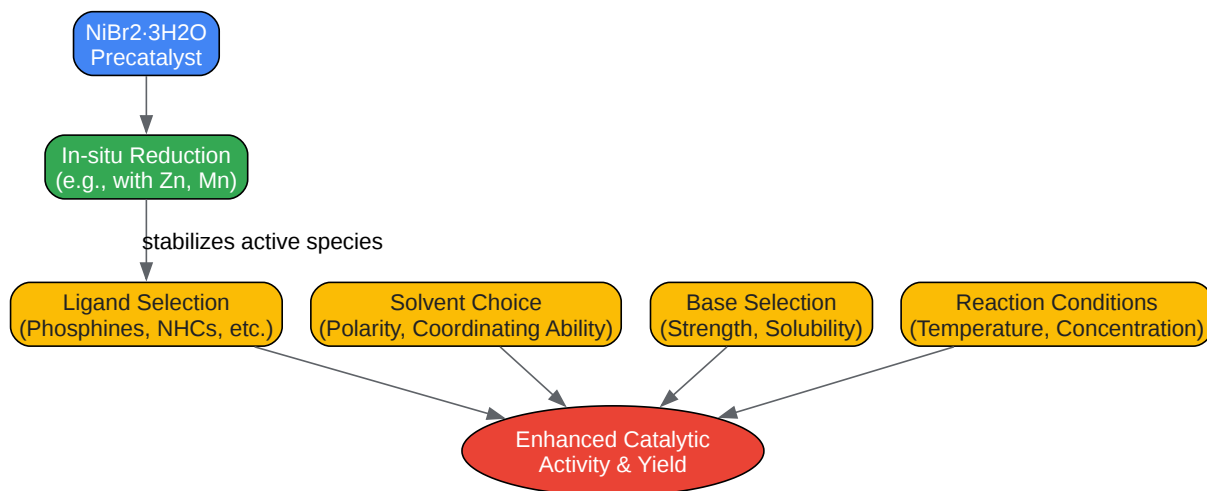 NiBr2·3H2O
Precatalyst
In-situ Reduction
(e.g., with Zn, Mn)
stabilizes active species
Ligand Selection
(Phosphines, NHCs, etc.)
Solvent Choice
(Polarity, Coordinating Ability)
Base Selection
(Strength, Solubility)
Reaction Conditions
(Temperature, Concentration)
Enhanced Catalytic
Activity & Yield